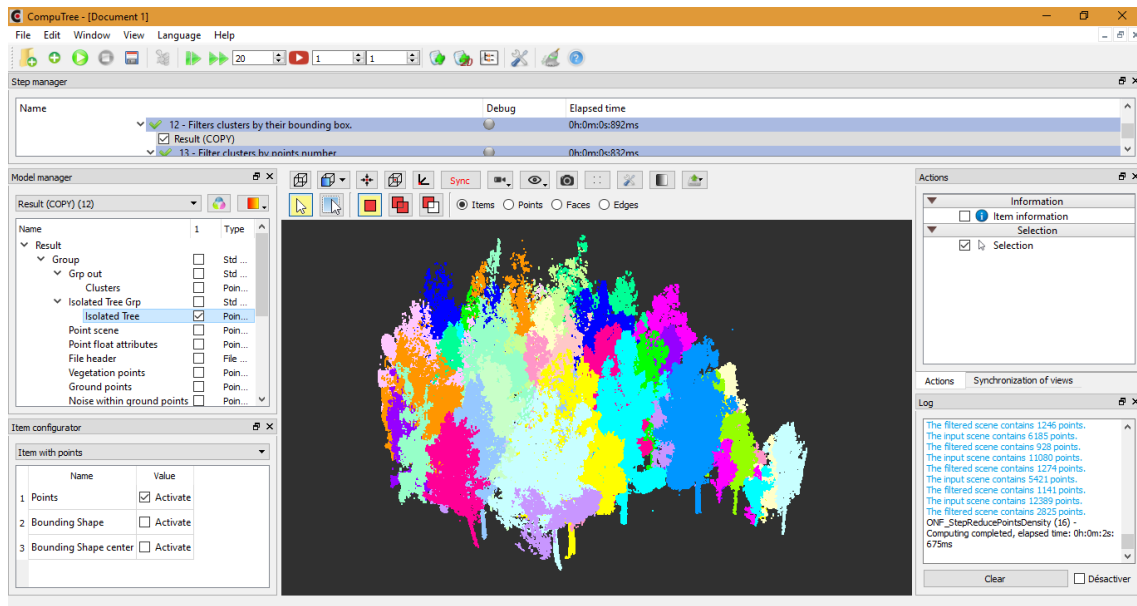 CompuTree - [Document 1]
File Edit Window View Language Help
20 1 1
Step manager
Name Debug Elapsed time
12 - Filters clusters by their bounding box. 0h:0m:0s:892ms
Result (COPY)
13 - Filter clusters by points number 0h:0m:0s:832ms
Model manager
Result (COPY) (12)
Name 1 Type
Result
Group Std ...
Grp out Std ...
Clusters Poin...
Isolated Tree Grp Std ...
Isolated Tree Poin...
Point scene Poin...
Point float attributes Poin...
File header File ...
Vegetation points Poin...
Ground points Poin...
Noise within ground points Poin...
Item configurator
Item with points
Name Value
1 Points Activate
2 Bounding Shape Activate
3 Bounding Shape center Activate
Sync
Items Points Faces Edges
Actions
Information
Item information
Selection
Selection
Actions Synchronization of views
Log
The filtered scene contains 1246 points.
The input scene contains 6185 points.
The filtered scene contains 928 points.
The input scene contains 11080 points.
The filtered scene contains 1274 points.
The input scene contains 5421 points.
The filtered scene contains 1141 points.
The input scene contains 12389 points.
The filtered scene contains 2825 points.
ONF_StepReducePointsDensity (16) -
Computing completed, elapsed time: 0h:0m:2s:
675ms
Clear Désactiver